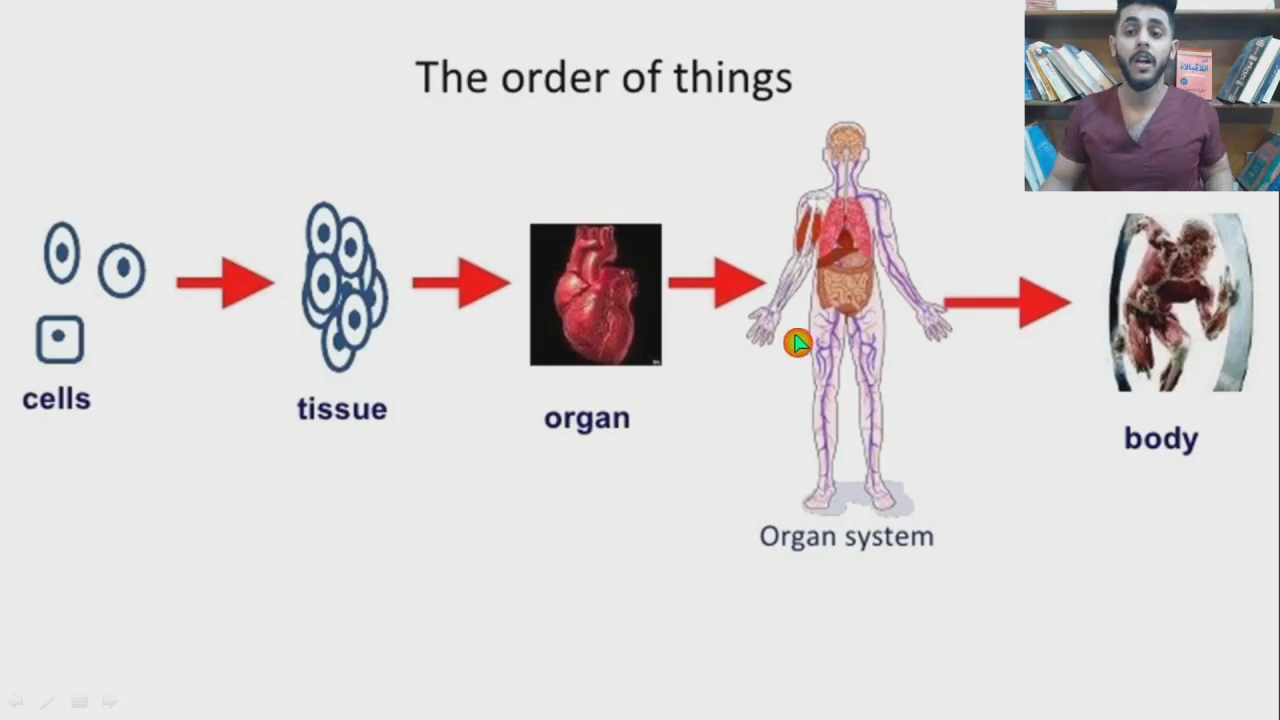 The order of things
cells
tissue
organ
Organ system
body